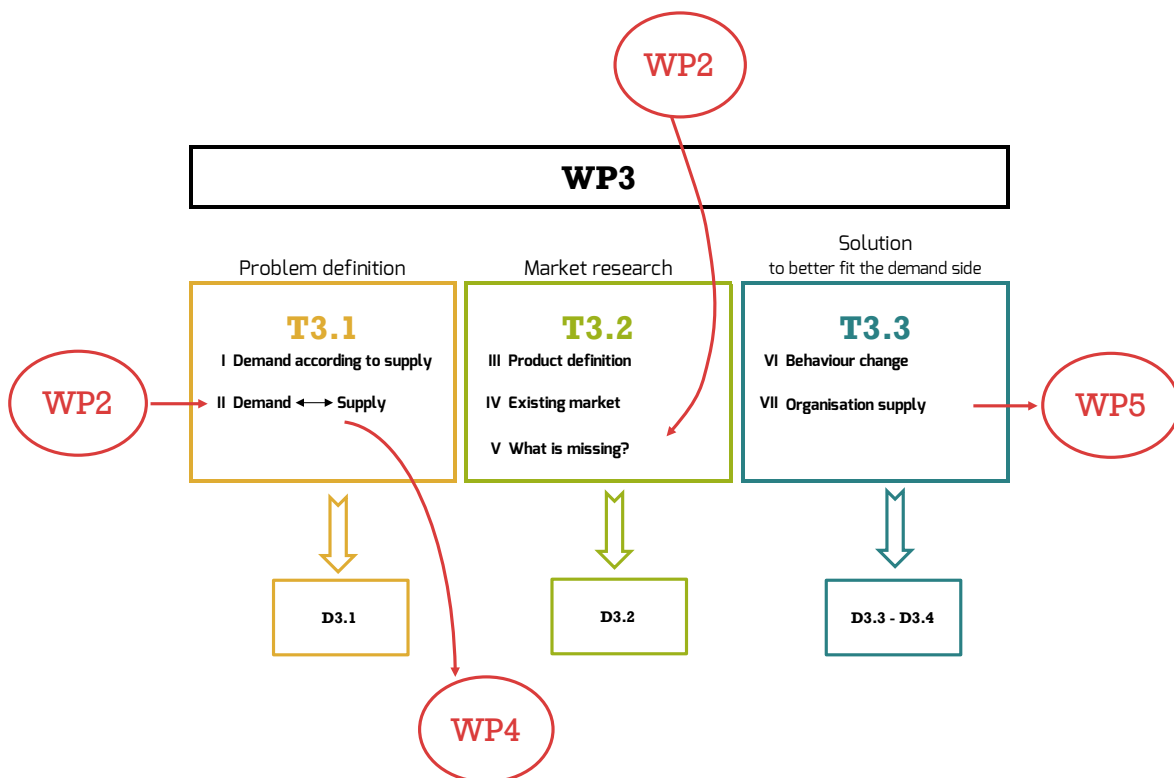 WP2
WP3
Problem definition
Market research
Solution
to better fit the demand side
T3.1
I Demand according to supply
II Demand ⟷ Supply
T3.2
III Product definition
IV Existing market
V What is missing?
T3.3
VI Behaviour change
VII Organisation supply
WP2
WP5
D3.1
D3.2
D3.3 - D3.4
WP4